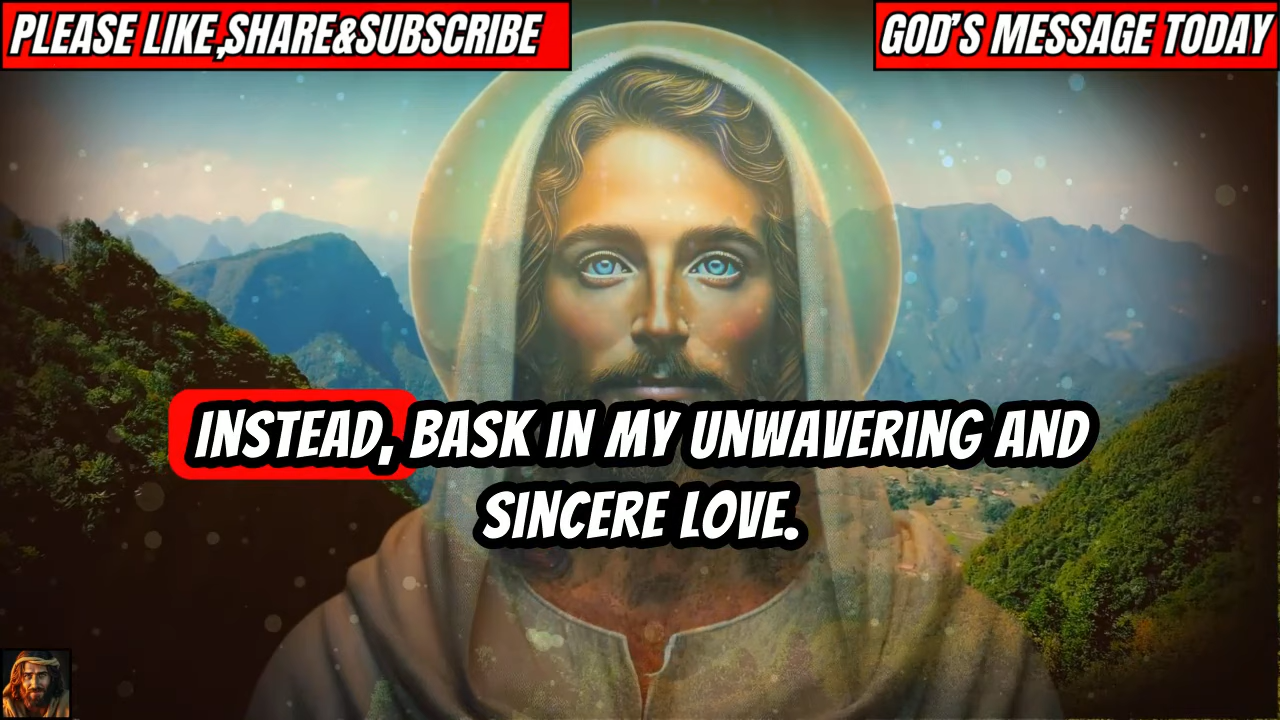 PLEASE LIKE,SHARE&SUBSCRIBE
GOD'S MESSAGE TODAY
INSTEAD, BASK IN MY UNWAVERING AND
SINCERE LOVE.